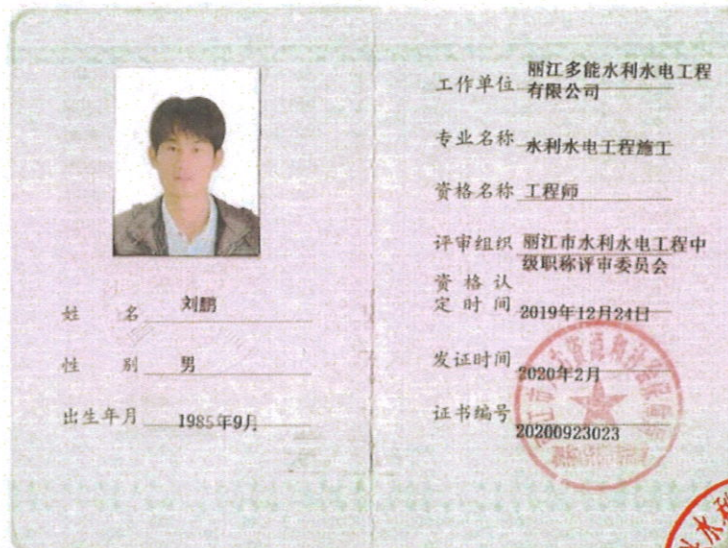 姓 名 刘鹏
性 别 男
出生年月 1985年9月
工作单位 丽江多能水利水电工程
有限公司
专业名称 水利水电工程施工
资格名称 工程师
评审组织 丽江市水利水电工程中
级职称评审委员会
资 格 认
定 时 间 2019年12月24日
发证时间 2020年2月
证书编号 20200923023